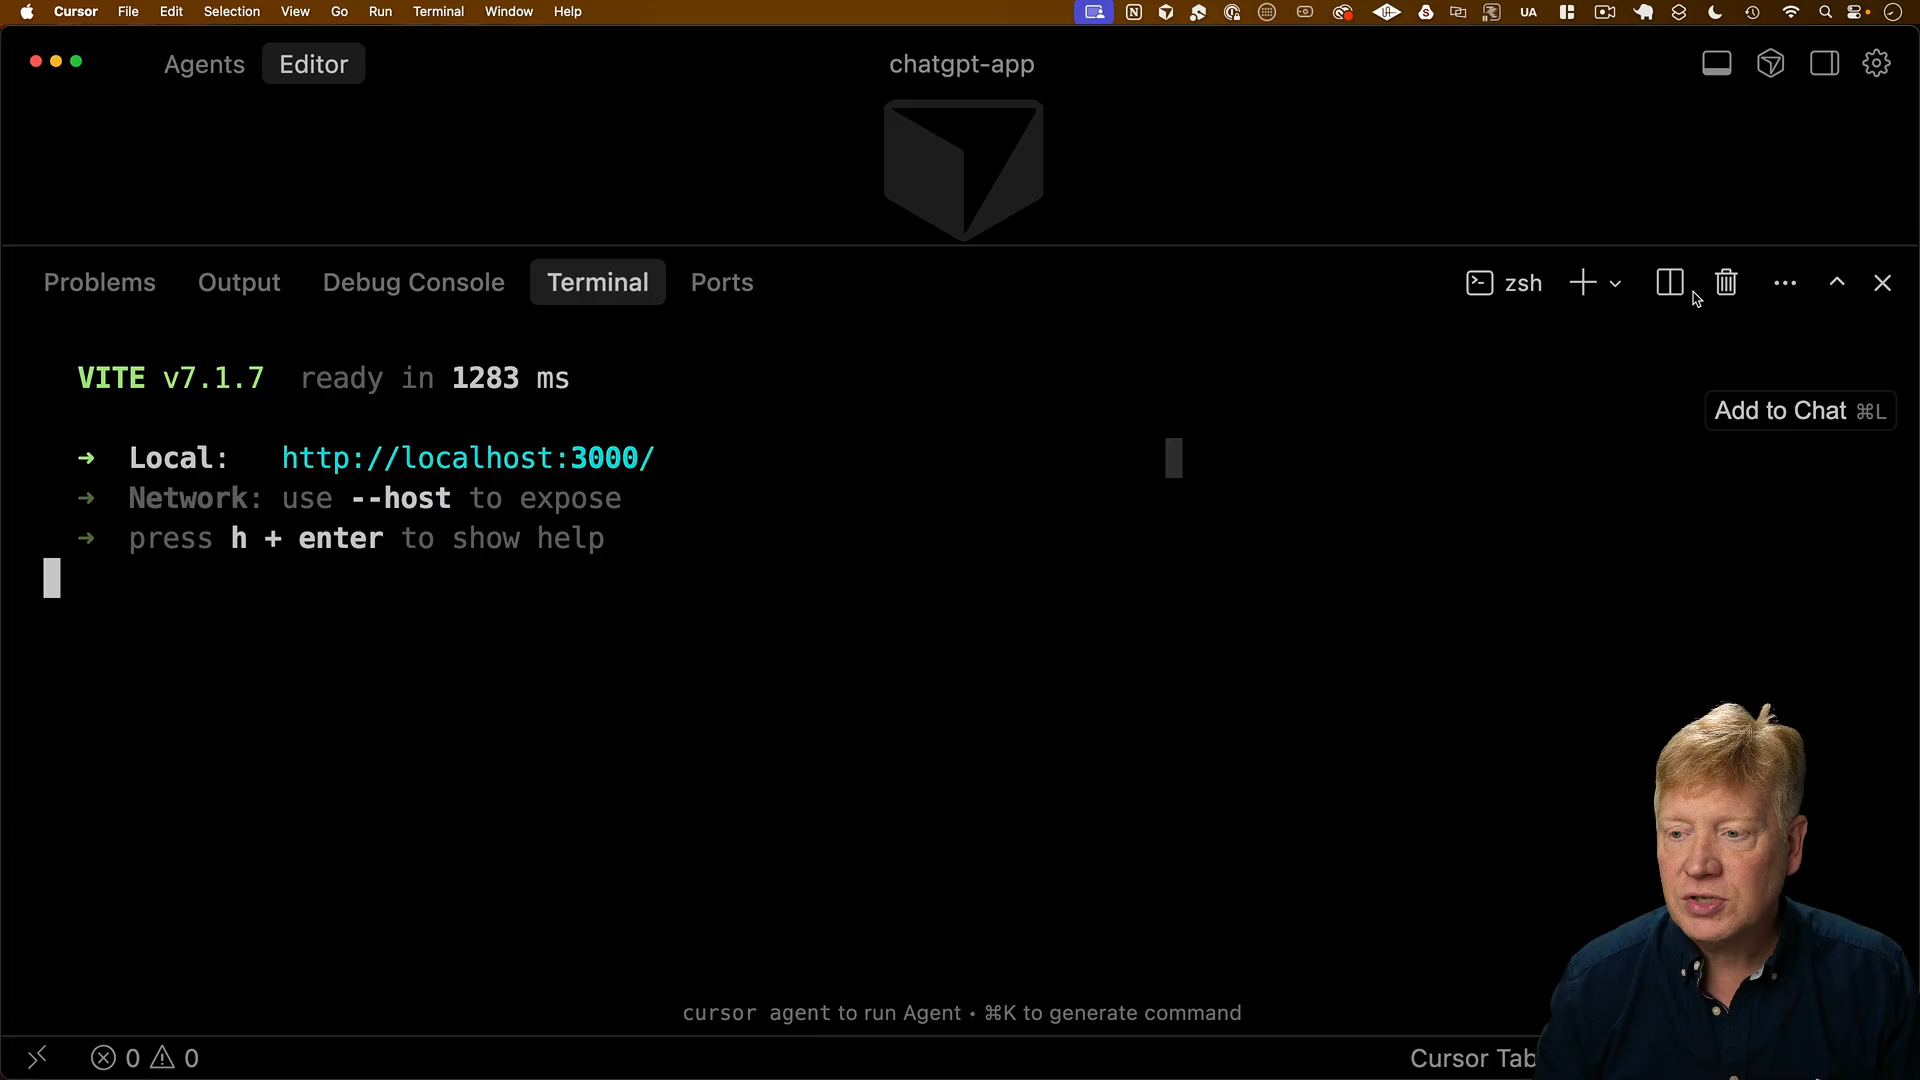 Cursor File Edit Selection View Go Run Terminal Window Help
UA
Agents Editor chatgpt-app
Problems Output Debug Console Terminal Ports zsh
VITE v7.1.7 ready in 1283 ms
Add to Chat ⌘L
➜ Local: http://localhost:3000/
➜ Network: use --host to expose
➜ press h + enter to show help
cursor agent to run Agent • ⌘K to generate command
0 0 Cursor Tab